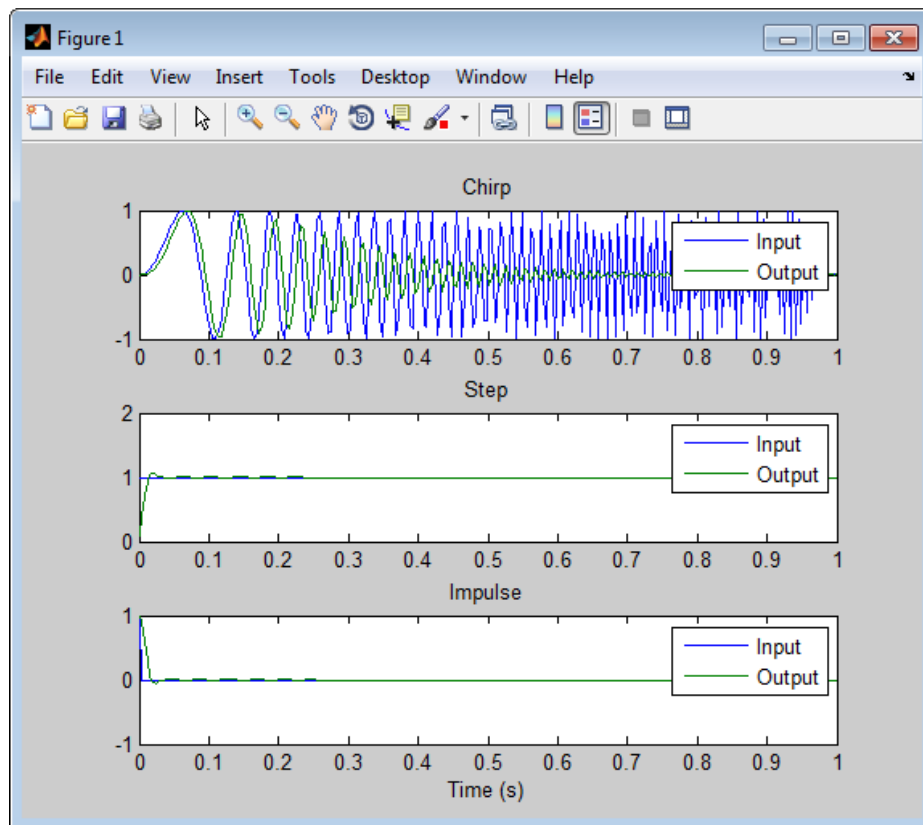 Figure 1
File Edit View Insert Tools Desktop Window Help
Chirp
1
0
-1
Input
Output
0 0.1 0.2 0.3 0.4 0.5 0.6 0.7 0.8 0.9 1
Step
2
1
0
Input
Output
0 0.1 0.2 0.3 0.4 0.5 0.6 0.7 0.8 0.9 1
Impulse
1
0
-1
Input
Output
0 0.1 0.2 0.3 0.4 0.5 0.6 0.7 0.8 0.9 1
Time (s)